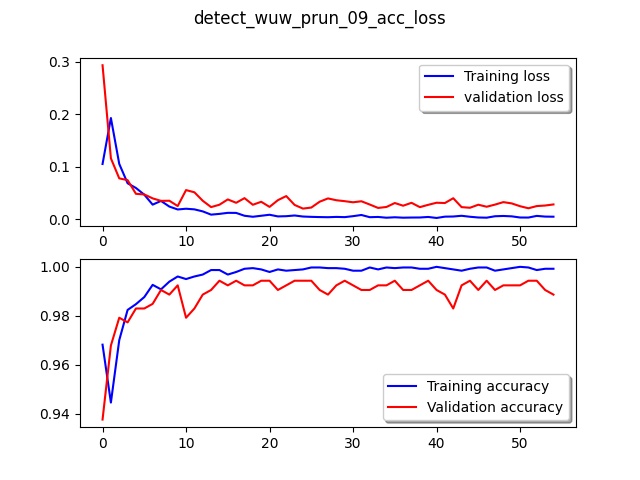 detect_wuw_prun_09_acc_loss
0.3
0.2
0.1
0.0
Training loss
validation loss
0 10 20 30 40 50
1.00
0.98
0.96
0.94
Training accuracy
Validation accuracy
0 10 20 30 40 50